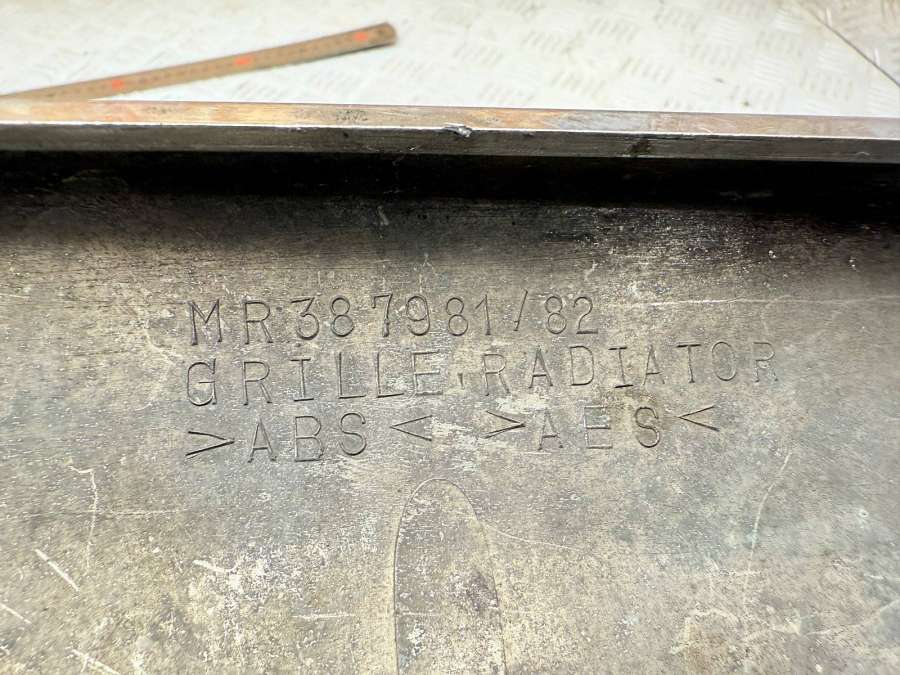 MR387981/82
GRILLE,RADIATOR
>ABS< >AES<